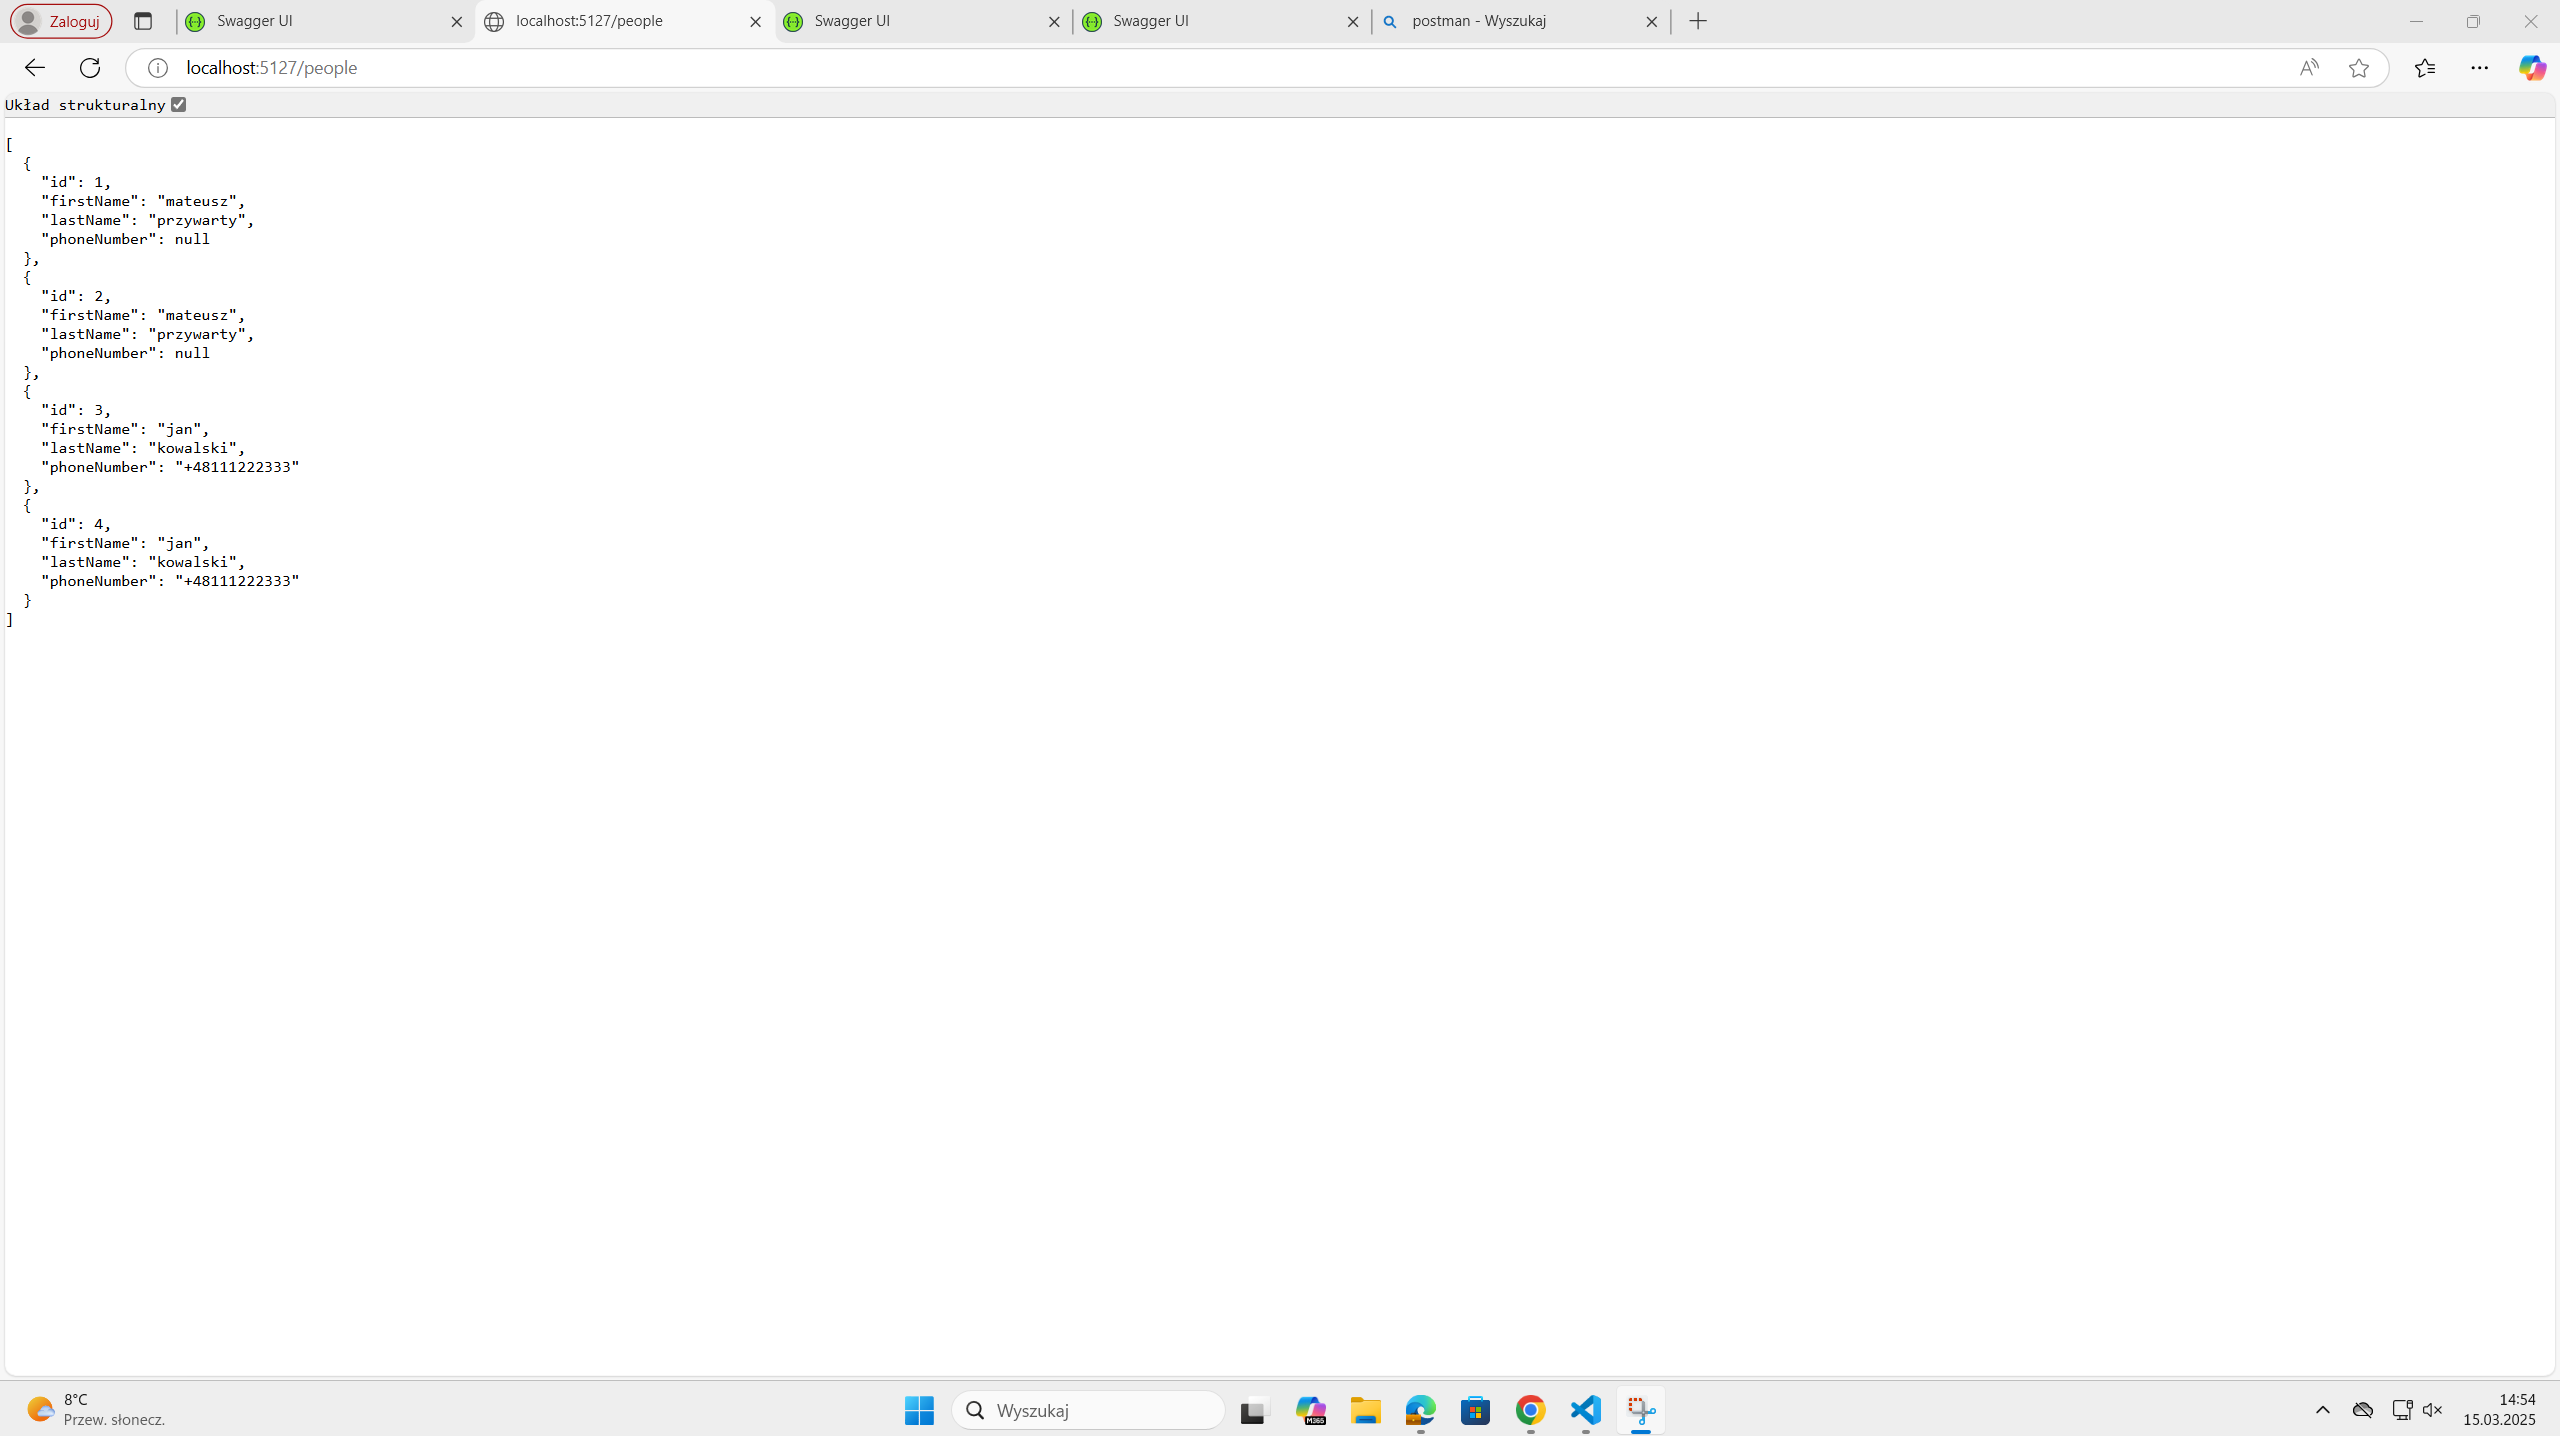 Zaloguj
Swagger UI
localhost:5127/people
Swagger UI
Swagger UI
postman - Wyszukaj
localhost:5127/people
Układ strukturalny
[
  {
    "id": 1,
    "firstName": "mateusz",
    "lastName": "przywarty",
    "phoneNumber": null
  },
  {
    "id": 2,
    "firstName": "mateusz",
    "lastName": "przywarty",
    "phoneNumber": null
  },
  {
    "id": 3,
    "firstName": "jan",
    "lastName": "kowalski",
    "phoneNumber": "+48111222333"
  },
  {
    "id": 4,
    "firstName": "jan",
    "lastName": "kowalski",
    "phoneNumber": "+48111222333"
  }
]
8°C
Przew. słonecz.
Wyszukaj
M365
14:54
15.03.2025